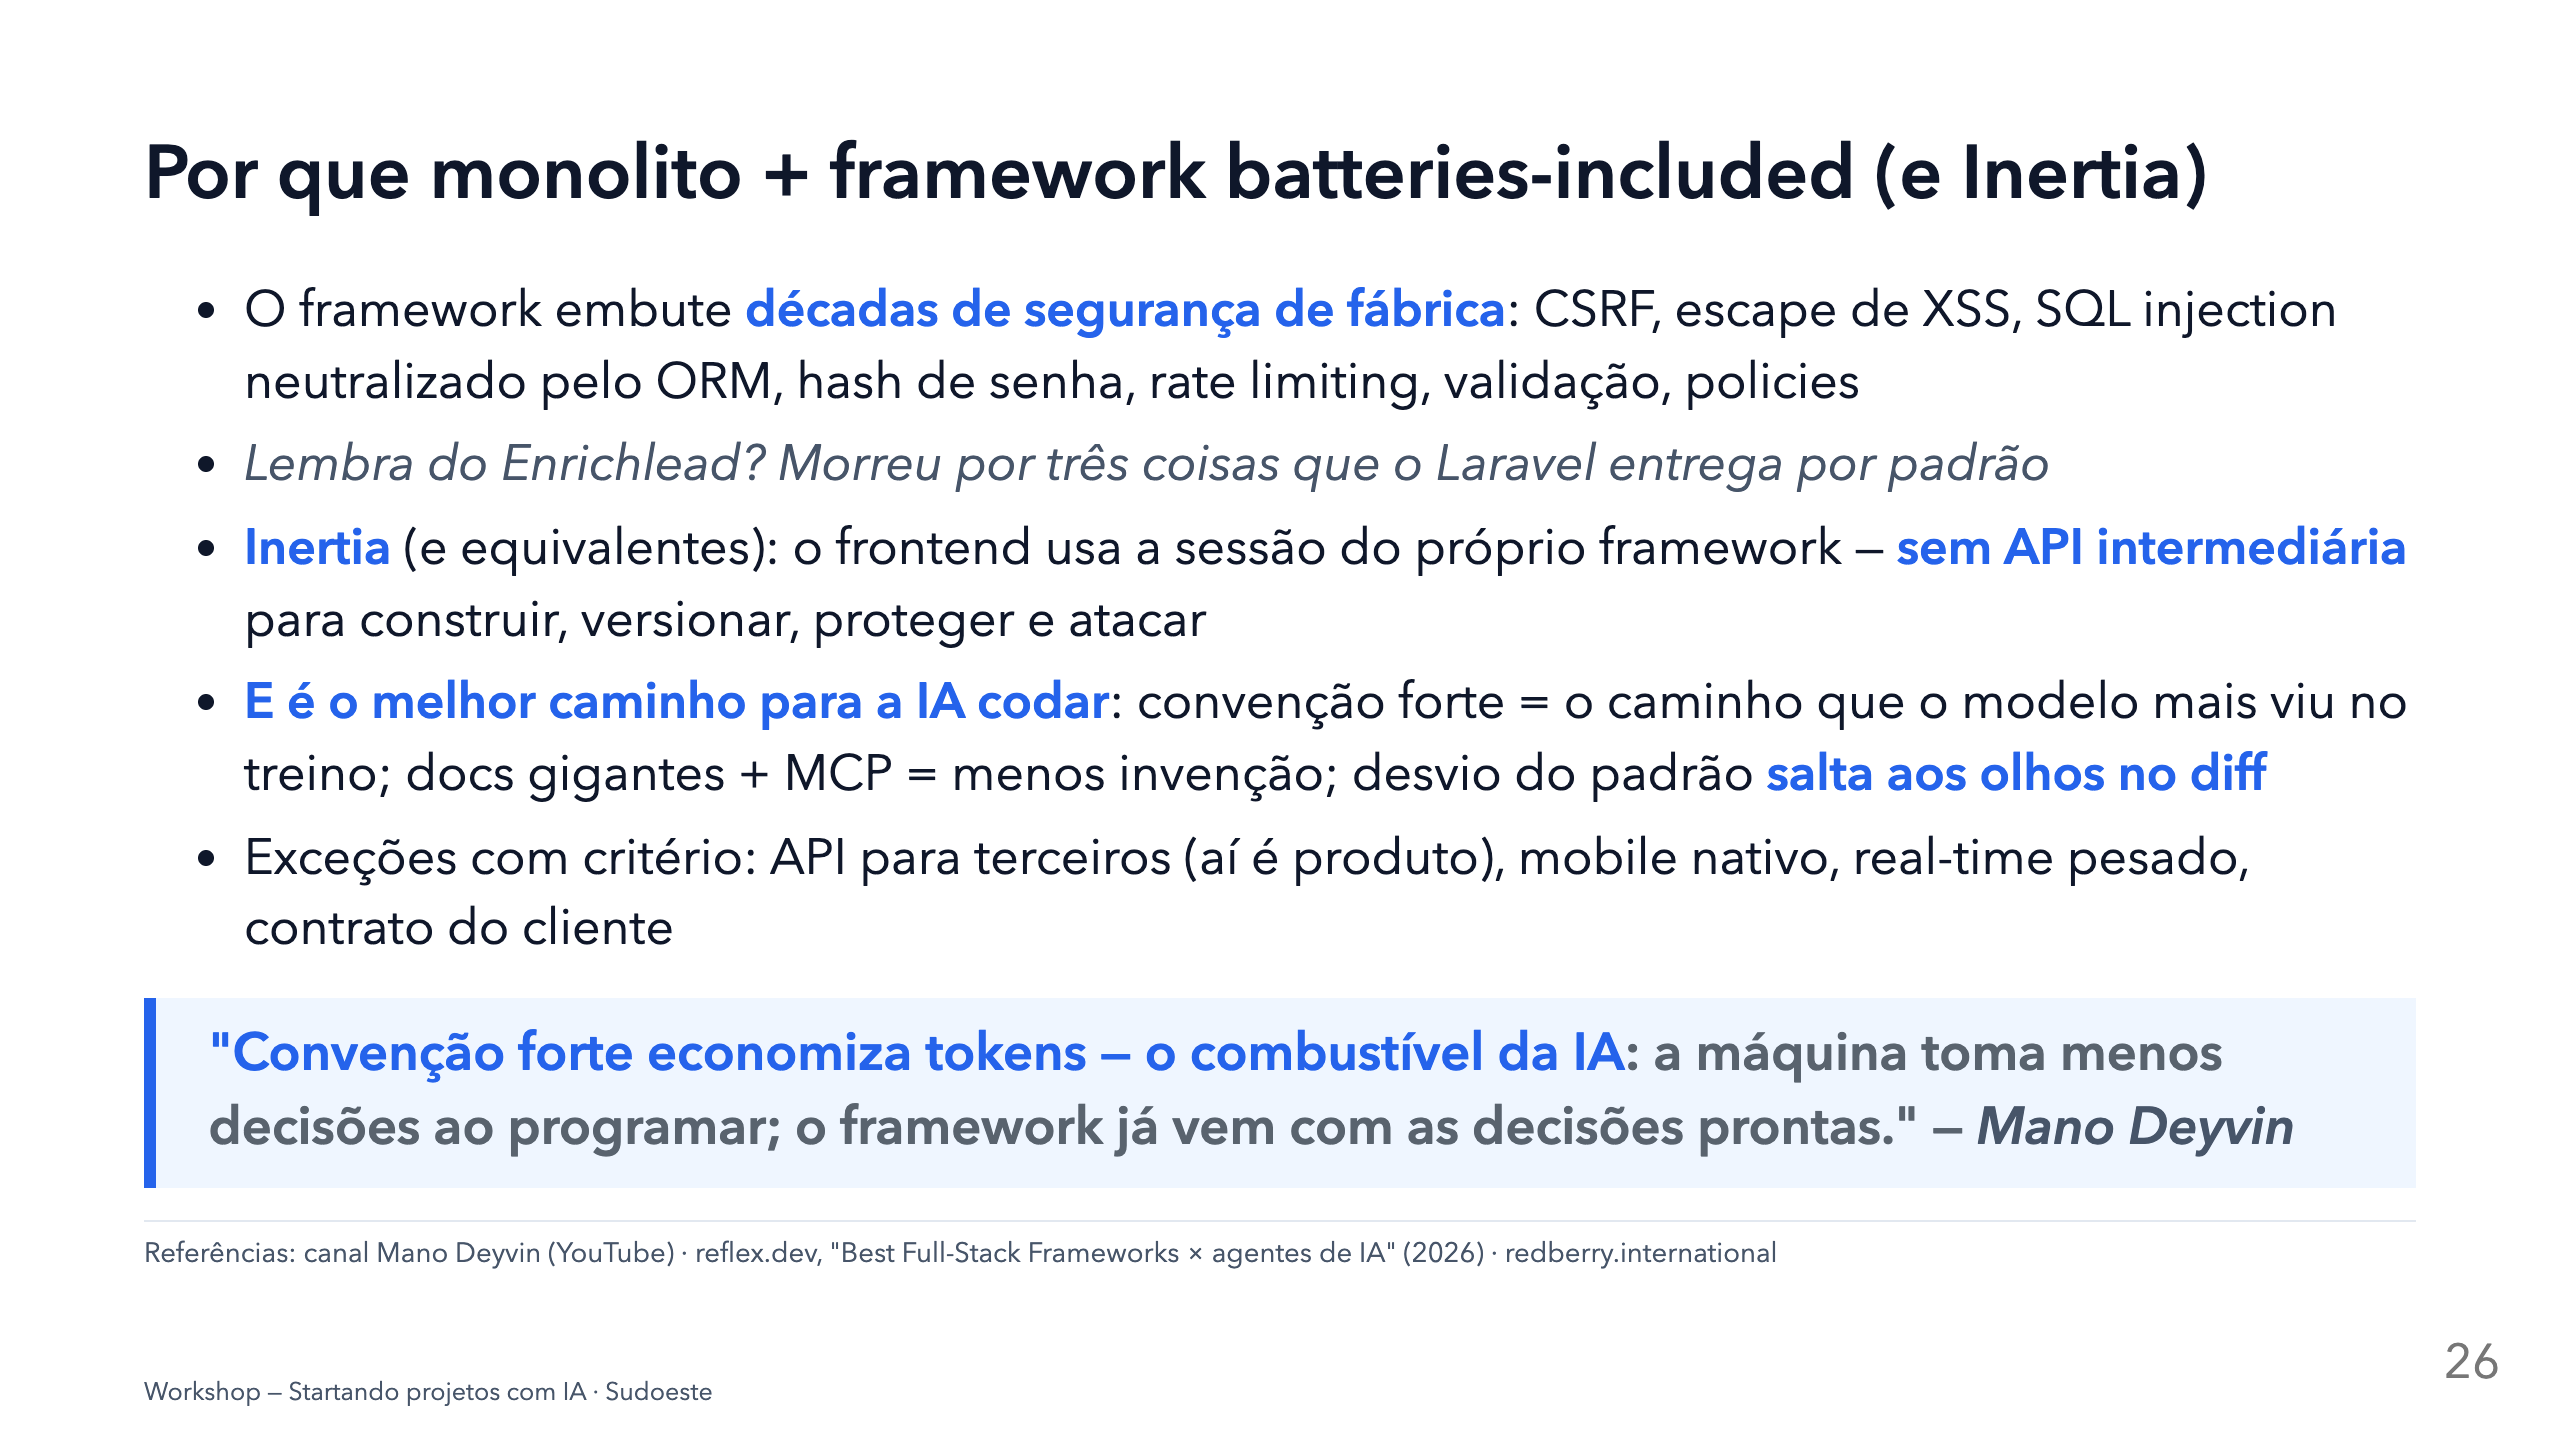 Por que monolito + framework batteries-included (e Inertia)
• O framework embute décadas de segurança de fábrica: CSRF, escape de XSS, SQL injection
neutralizado pelo ORM, hash de senha, rate limiting, validação, policies
• Lembra do Enrichlead? Morreu por três coisas que o Laravel entrega por padrão
• Inertia (e equivalentes): o frontend usa a sessão do próprio framework – sem API intermediária
para construir, versionar, proteger e atacar
• E é o melhor caminho para a IA codar: convenção forte = o caminho que o modelo mais viu no
treino; docs gigantes + MCP = menos invenção; desvio do padrão salta aos olhos no diff
• Exceções com critério: API para terceiros (aí é produto), mobile nativo, real-time pesado,
contrato do cliente
"Convenção forte economiza tokens – o combustível da IA: a máquina toma menos
decisões ao programar; o framework já vem com as decisões prontas." – Mano Deyvin
Referências: canal Mano Deyvin (YouTube) · reflex.dev, "Best Full-Stack Frameworks × agentes de IA" (2026) · redberry.international
26
Workshop – Startando projetos com IA · Sudoeste